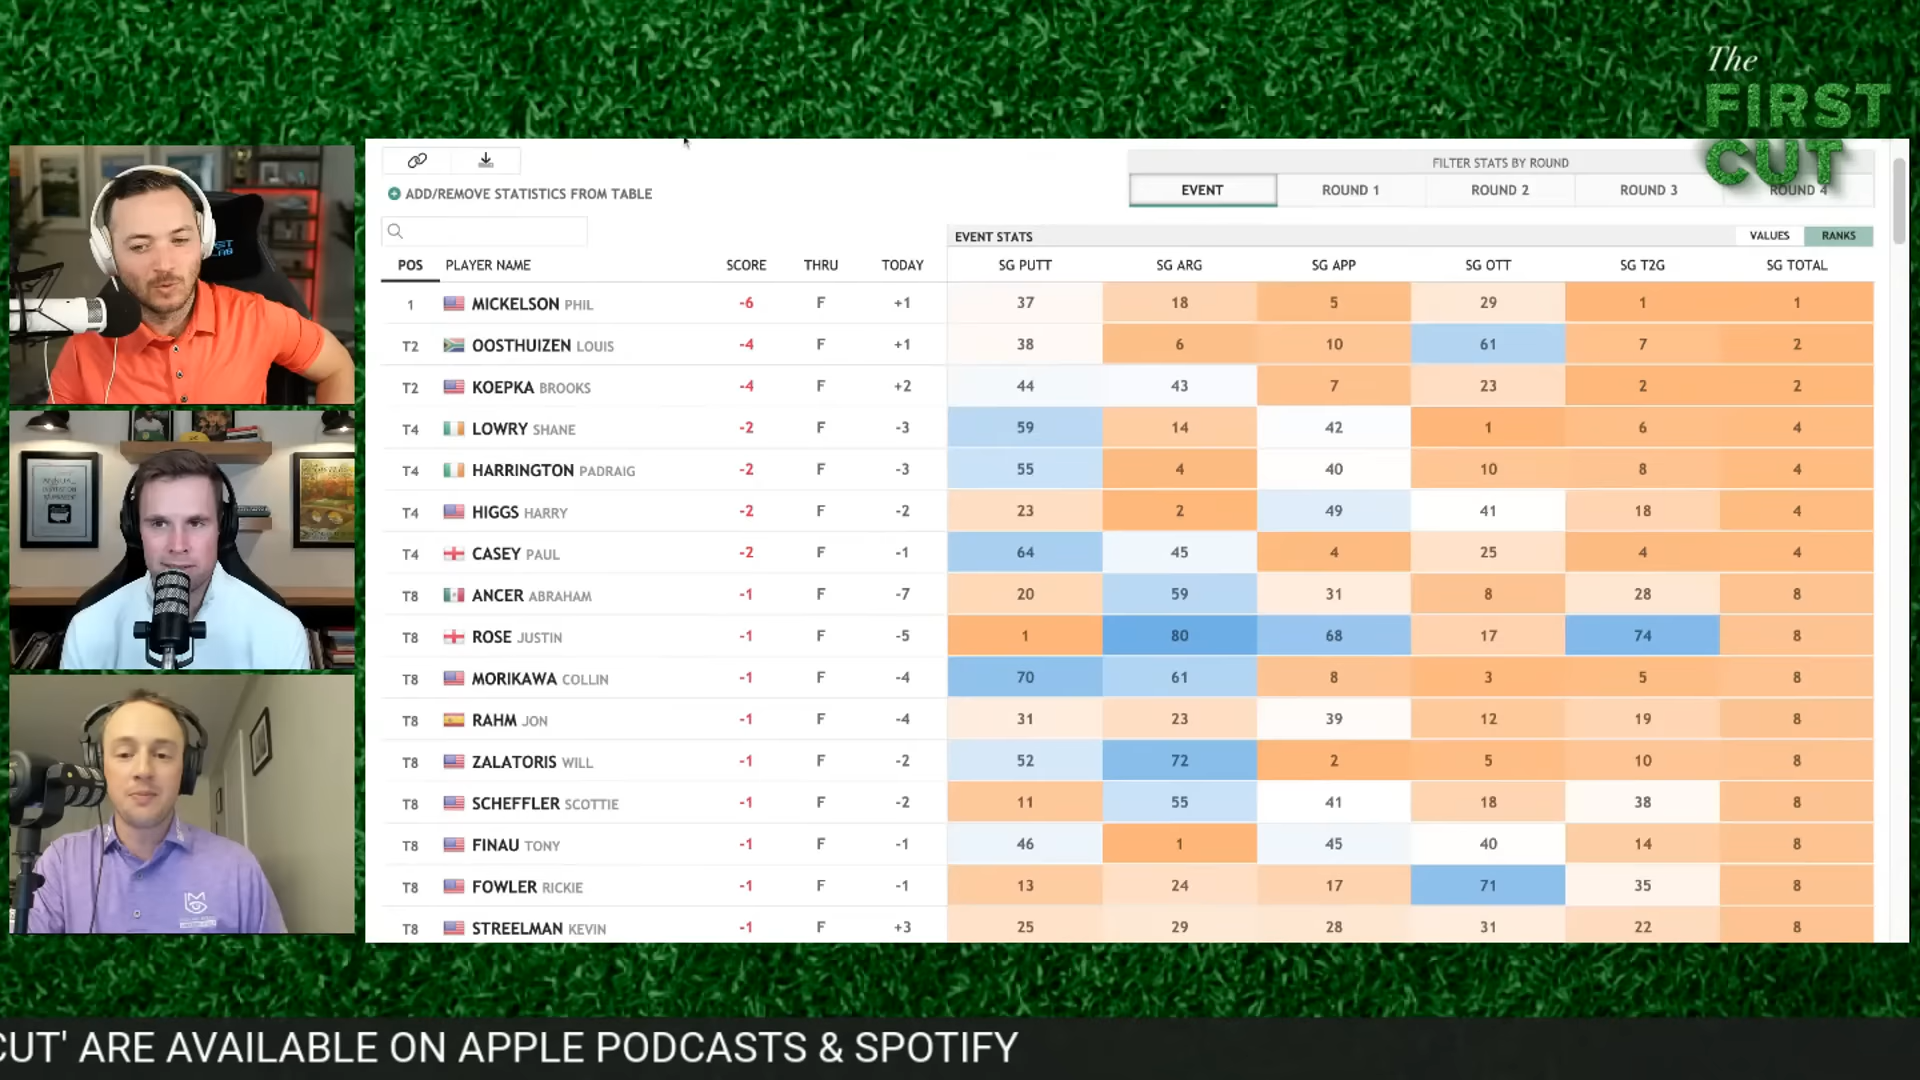 The
FIRST
CUT
FILTER STATS BY ROUND
ADD/REMOVE STATISTICS FROM TABLE
EVENT ROUND 1 ROUND 2 ROUND 3 ROUND 4
EVENT STATS VALUES RANKS
POS PLAYER NAME SCORE THRU TODAY SG PUTT SG ARG SG APP SG OTT SG T2G SG TOTAL
1 MICKELSON PHIL -6 F +1 37 18 5 29 1 1
T2 OOSTHUIZEN LOUIS -4 F +1 38 6 10 61 7 2
T2 KOEPKA BROOKS -4 F +2 44 43 7 23 2 2
T4 LOWRY SHANE -2 F -3 59 14 42 1 6 4
T4 HARRINGTON PADRAIG -2 F -3 55 4 40 10 8 4
T4 HIGGS HARRY -2 F -2 23 2 49 41 18 4
T4 CASEY PAUL -2 F -1 64 45 4 25 4 4
T8 ANCER ABRAHAM -1 F -7 20 59 31 8 28 8
T8 ROSE JUSTIN -1 F -5 1 80 68 17 74 8
T8 MORIKAWA COLLIN -1 F -4 70 61 8 3 5 8
T8 RAHM JON -1 F -4 31 23 39 12 19 8
T8 ZALATORIS WILL -1 F -2 52 72 2 5 10 8
T8 SCHEFFLER SCOTTIE -1 F -2 11 55 41 18 38 8
T8 FINAU TONY -1 F -1 46 1 45 40 14 8
T8 FOWLER RICKIE -1 F -1 13 24 17 71 35 8
T8 STREELMAN KEVIN -1 F +3 25 29 28 31 22 8
CUT' ARE AVAILABLE ON APPLE PODCASTS & SPOTIFY